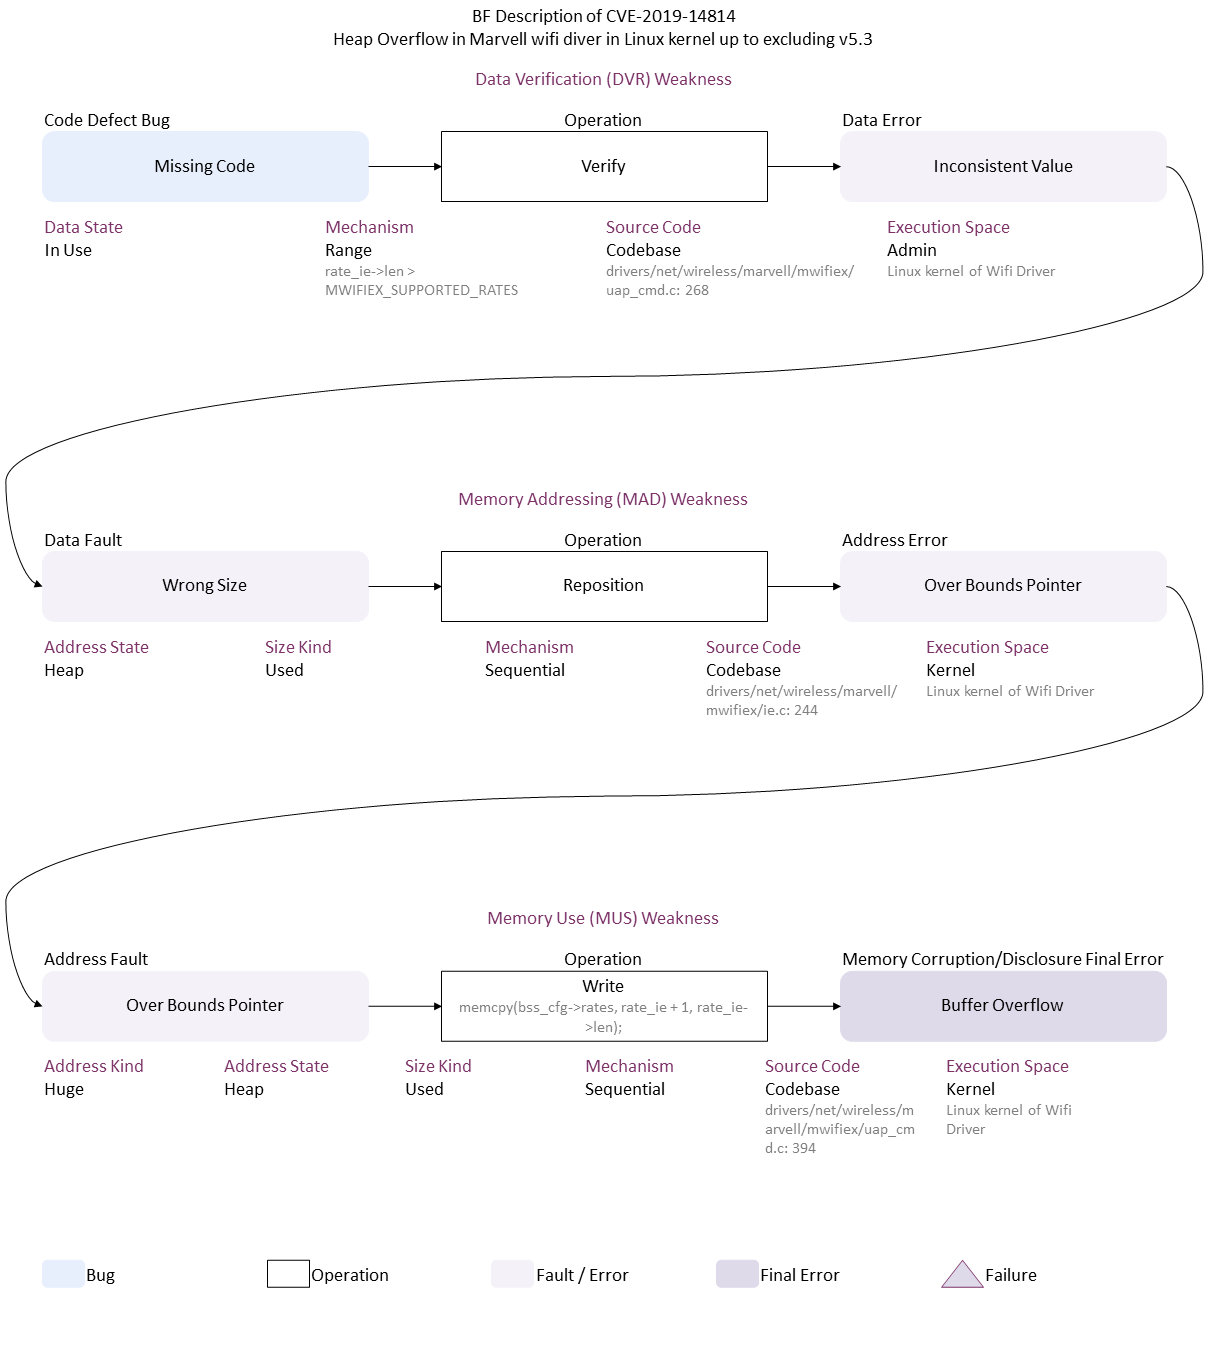 BF Description of CVE-2019-14814
Heap Overflow in Marvell wifi diver in Linux kernel up to excluding v5.3
Data Verification (DVR) Weakness
Code Defect Bug
Operation
Data Error
Missing Code
Verify
Inconsistent Value
Data State
Mechanism
Source Code
Execution Space
In Use
Range
Codebase
Admin
rate_ie->len >
MWIFIEX_SUPPORTED_RATES
drivers/net/wireless/marvell/mwifiex/
uap_cmd.c: 268
Linux kernel of Wifi Driver
Memory Addressing (MAD) Weakness
Data Fault
Operation
Address Error
Wrong Size
Reposition
Over Bounds Pointer
Address State
Size Kind
Mechanism
Source Code
Execution Space
Heap
Used
Sequential
Codebase
Kernel
drivers/net/wireless/marvell/
mwifiex/ie.c: 244
Linux kernel of Wifi Driver
Memory Use (MUS) Weakness
Address Fault
Operation
Memory Corruption/Disclosure Final Error
Over Bounds Pointer
Write
memcpy(bss_cfg->rates, rate_ie + 1, rate_ie-
>len);
Buffer Overflow
Address Kind
Address State
Size Kind
Mechanism
Source Code
Execution Space
Huge
Heap
Used
Sequential
Codebase
Kernel
drivers/net/wireless/m
arvell/mwifiex/uap_cm
d.c: 394
Linux kernel of Wifi
Driver
Bug
Operation
Fault / Error
Final Error
Failure